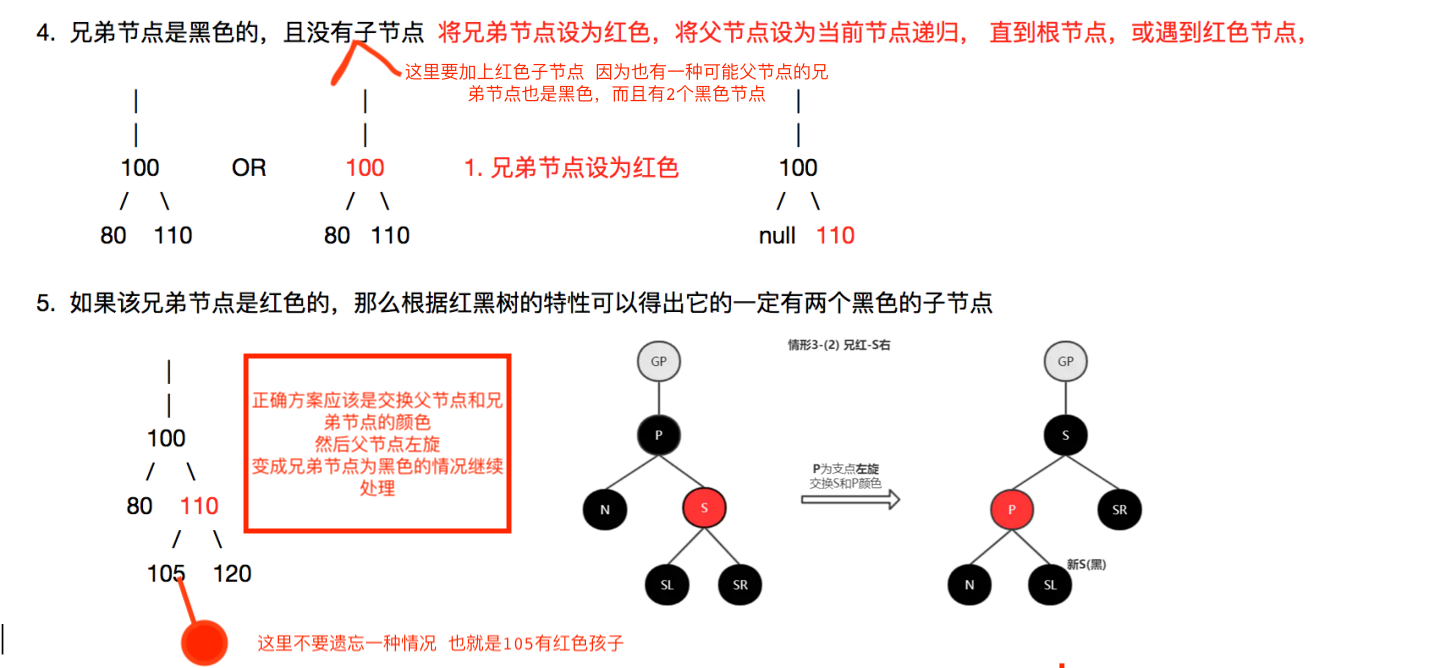 4. 兄弟节点是黑色的，且没有子节点 将兄弟节点设为红色，将父节点设为当前节点递归， 直到根节点，或遇到红色节点，
这里要加上红色子节点 因为也有一种可能父节点的兄
弟节点也是黑色，而且有2个黑色节点
| | |
| | |
100 OR 100 1. 兄弟节点设为红色 100
/ \ / \ / \
80 110 80 110 null 110
5. 如果该兄弟节点是红色的，那么根据红黑树的特性可以得出它的一定有两个黑色的子节点
|
|
100
/ \
80 110
/ \
105 120
正确方案应该是交换父节点和兄
弟节点的颜色
然后父节点左旋
变成兄弟节点为黑色的情况继续
处理
情形3-(2) 兄红-S右
GP
P
N S
SL SR
P为支点左旋
交换S和P颜色
GP
S
P SR
新S(黑)
N SL
这里不要遗忘一种情况 也就是105有红色孩子